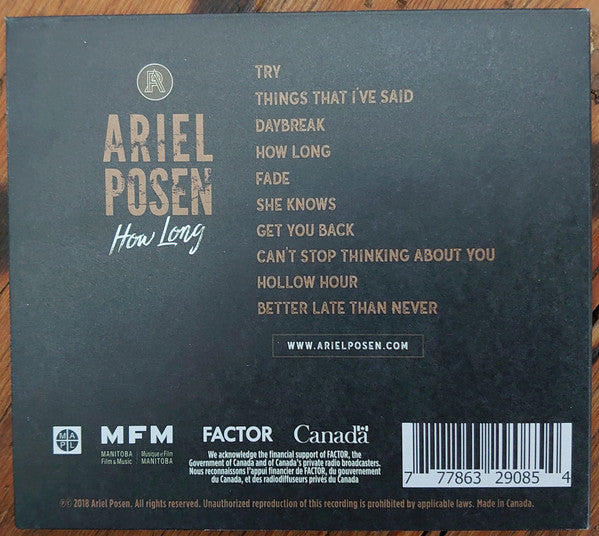 AR
ARIEL
POSEN
How Long
TRY
THINGS THAT I'VE SAID
DAYBREAK
HOW LONG
FADE
SHE KNOWS
GET YOU BACK
CAN'T STOP THINKING ABOUT YOU
HOLLOW HOUR
BETTER LATE THAN NEVER
WWW.ARIELPOSEN.COM
M A
P L
MFM
MANITOBA
Film & Music
Musique et Film
MANITOBA
FACTOR
Canada
We acknowledge the financial support of FACTOR, the
Government of Canada and of Canada's private radio broadcasters.
Nous reconnaissons l'appui financier de FACTOR, du gouvernement
du Canada, et des radiodiffuseurs privés du Canada
7 77863 29085 4
℗© 2018 Ariel Posen. All rights reserved. Unauthorized reproduction of this recording is prohibited by applicable laws. Made in Canada.